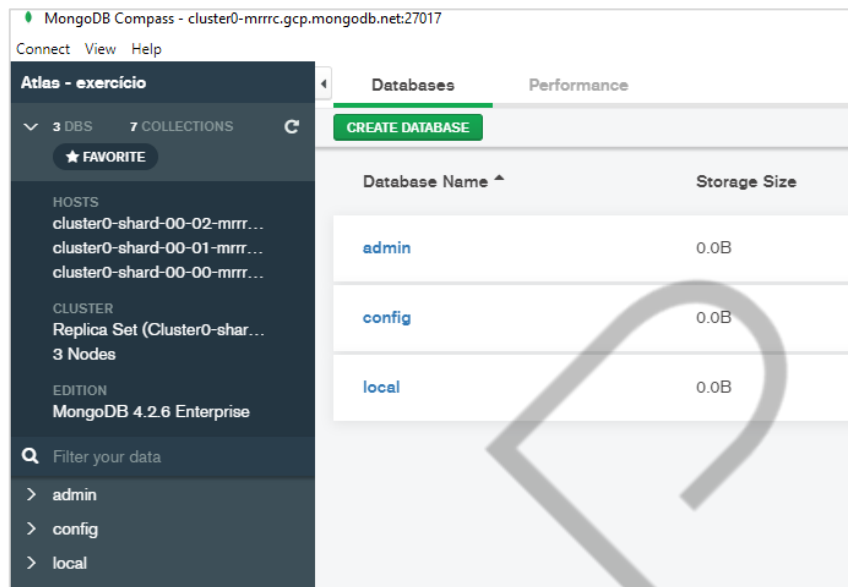 MongoDB Compass - cluster0-mrrrc.gcp.mongodb.net:27017
Connect View Help
Atlas - exercício
3 DBS 7 COLLECTIONS
★ FAVORITE
HOSTS
cluster0-shard-00-02-mrrr...
cluster0-shard-00-01-mrrr...
cluster0-shard-00-00-mrrr...
CLUSTER
Replica Set (Cluster0-shar...
3 Nodes
EDITION
MongoDB 4.2.6 Enterprise
Filter your data
admin
config
local
Databases Performance
CREATE DATABASE
Database Name Storage Size
admin 0.0B
config 0.0B
local 0.0B